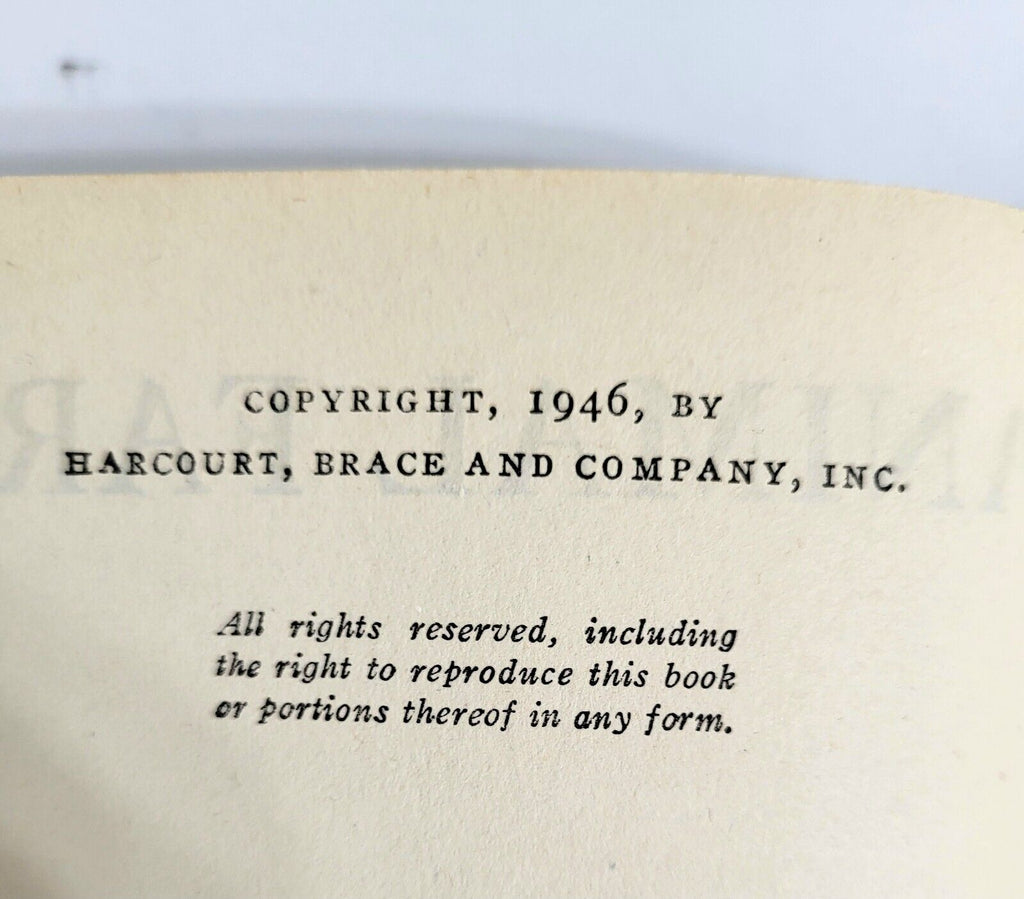 COPYRIGHT, 1946, BY
HARCOURT, BRACE AND COMPANY, INC.
All rights reserved, including
the right to reproduce this book
or portions thereof in any form.